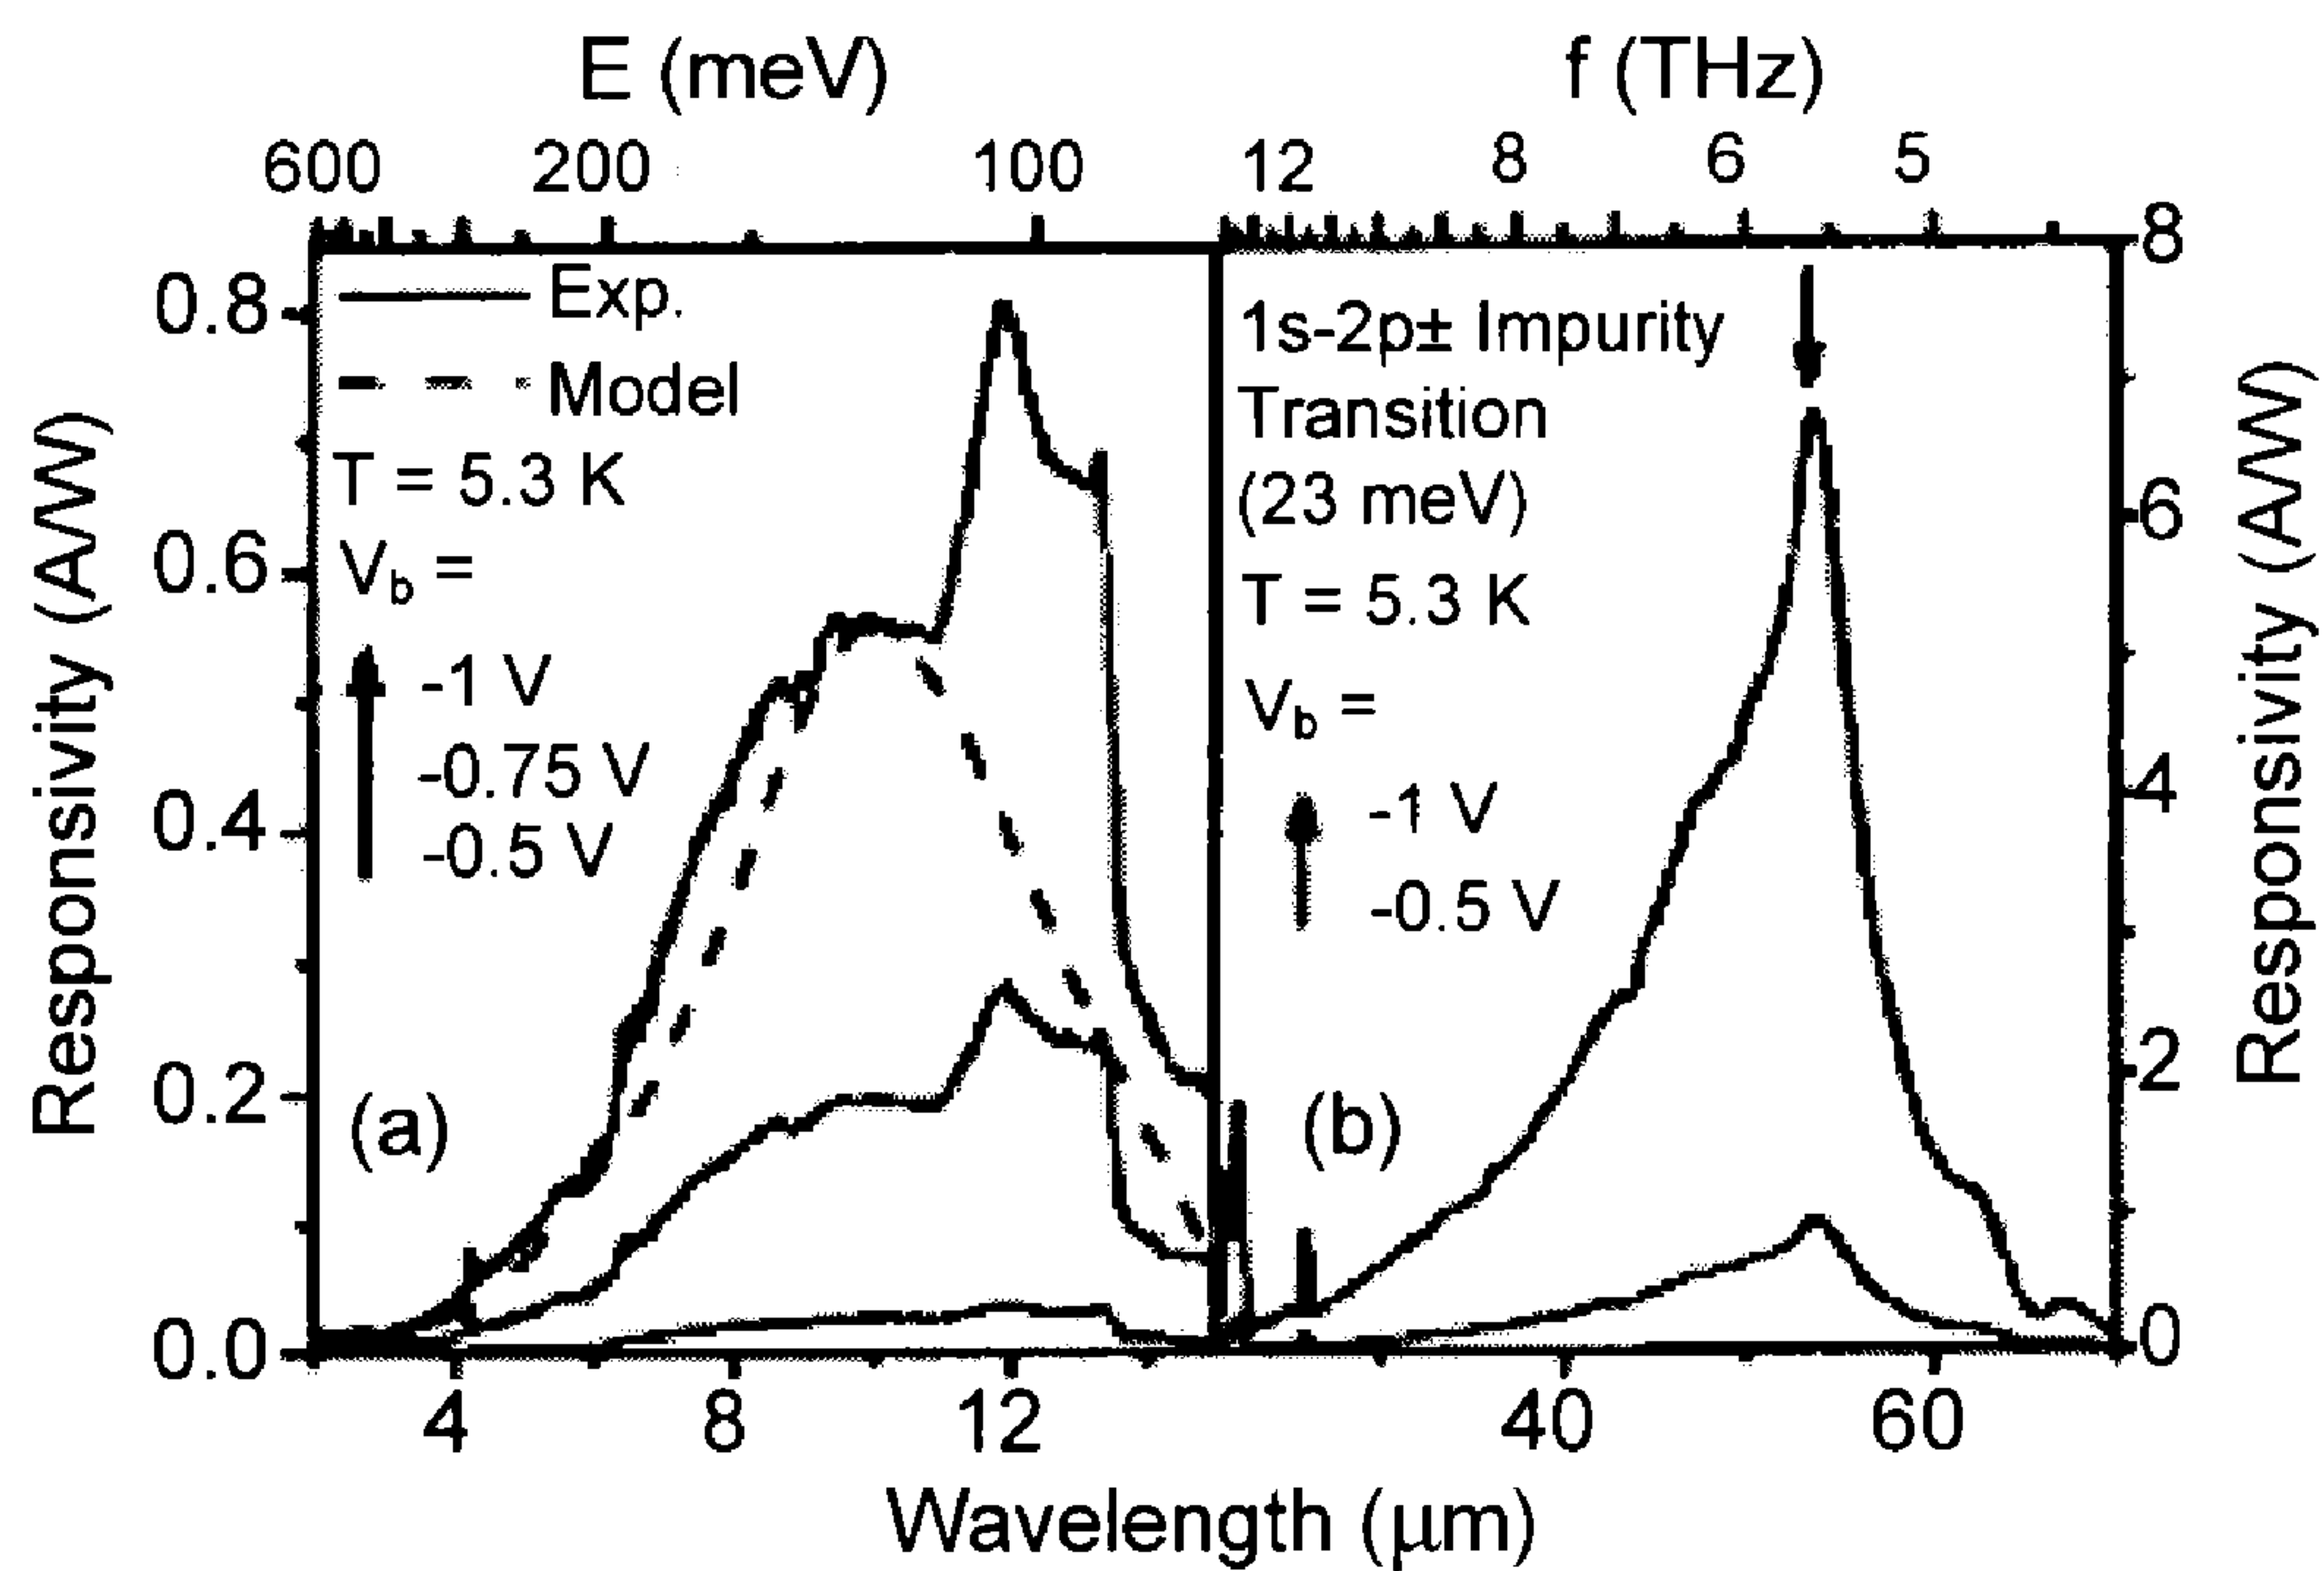 E (meV)
f (THz)
600 200 100 12 8 6 5
Responsivity (A/W)
0.8
0.6
0.4
0.2
0.0
Exp.
Model
T = 5.3 K
Vb =
-1 V
-0.75 V
-0.5 V
(a)
1s-2p± Impurity
Transition
(23 meV)
T = 5.3 K
Vb =
-1 V
-0.5 V
(b)
8
6
4
2
0
Responsivity (A/W)
4 8 12 40 60
Wavelength (μm)